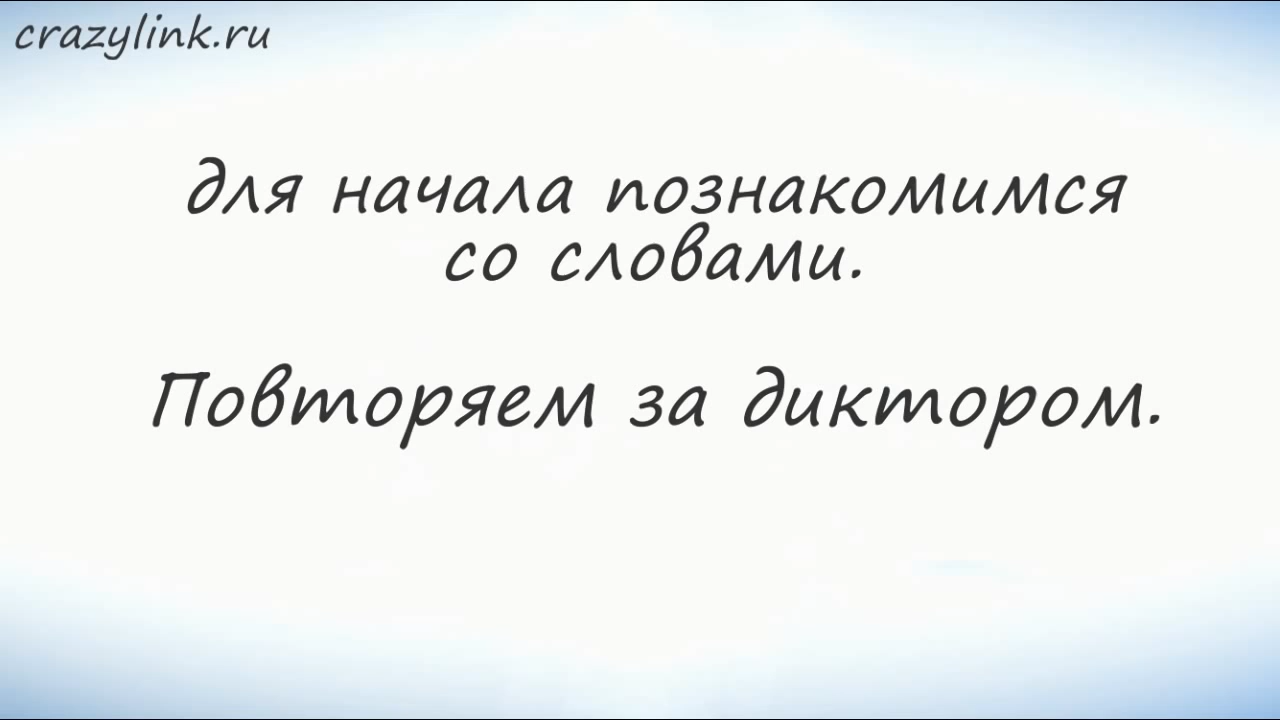 crazylink.ru
для начала познакомимся
со словами.
Повторяем за диктором.